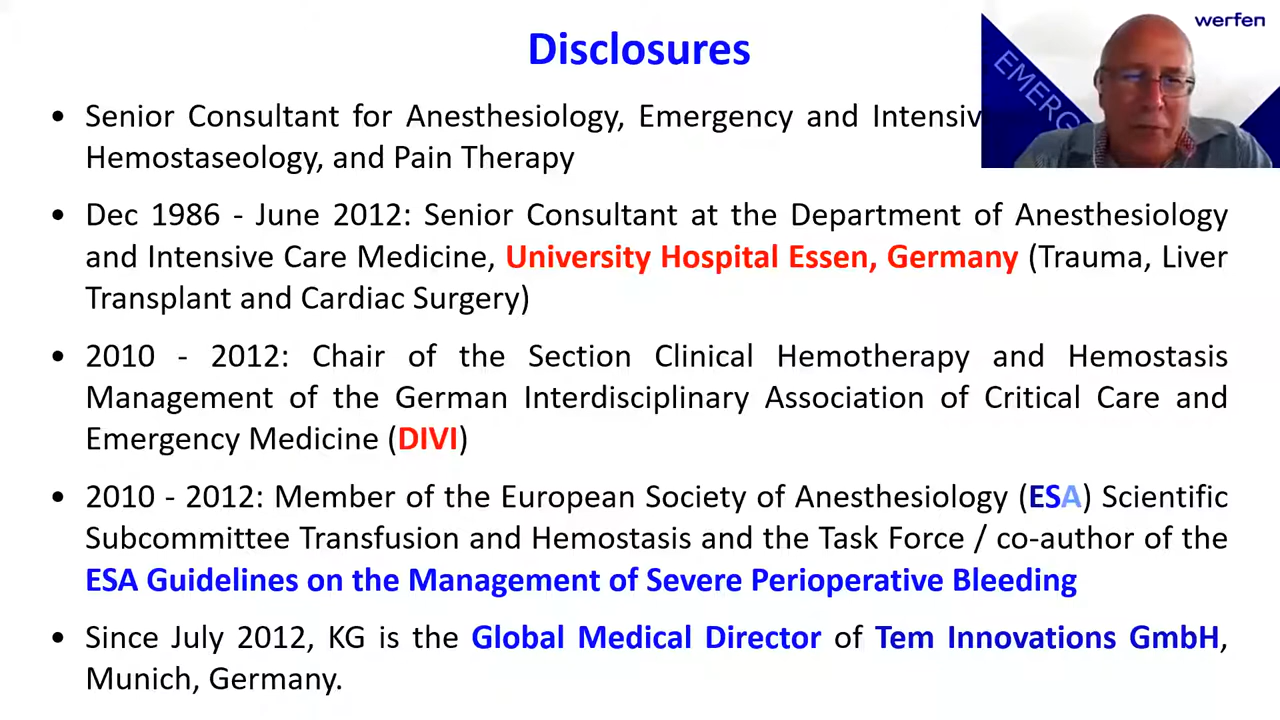 werfen
Disclosures
EMERG
• Senior Consultant for Anesthesiology, Emergency and Intensiv
Hemostaseology, and Pain Therapy
• Dec 1986 - June 2012: Senior Consultant at the Department of Anesthesiology
and Intensive Care Medicine, University Hospital Essen, Germany (Trauma, Liver
Transplant and Cardiac Surgery)
• 2010 - 2012: Chair of the Section Clinical Hemotherapy and Hemostasis
Management of the German Interdisciplinary Association of Critical Care and
Emergency Medicine (DIVI)
• 2010 - 2012: Member of the European Society of Anesthesiology (ESA) Scientific
Subcommittee Transfusion and Hemostasis and the Task Force / co-author of the
ESA Guidelines on the Management of Severe Perioperative Bleeding
• Since July 2012, KG is the Global Medical Director of Tem Innovations GmbH,
Munich, Germany.